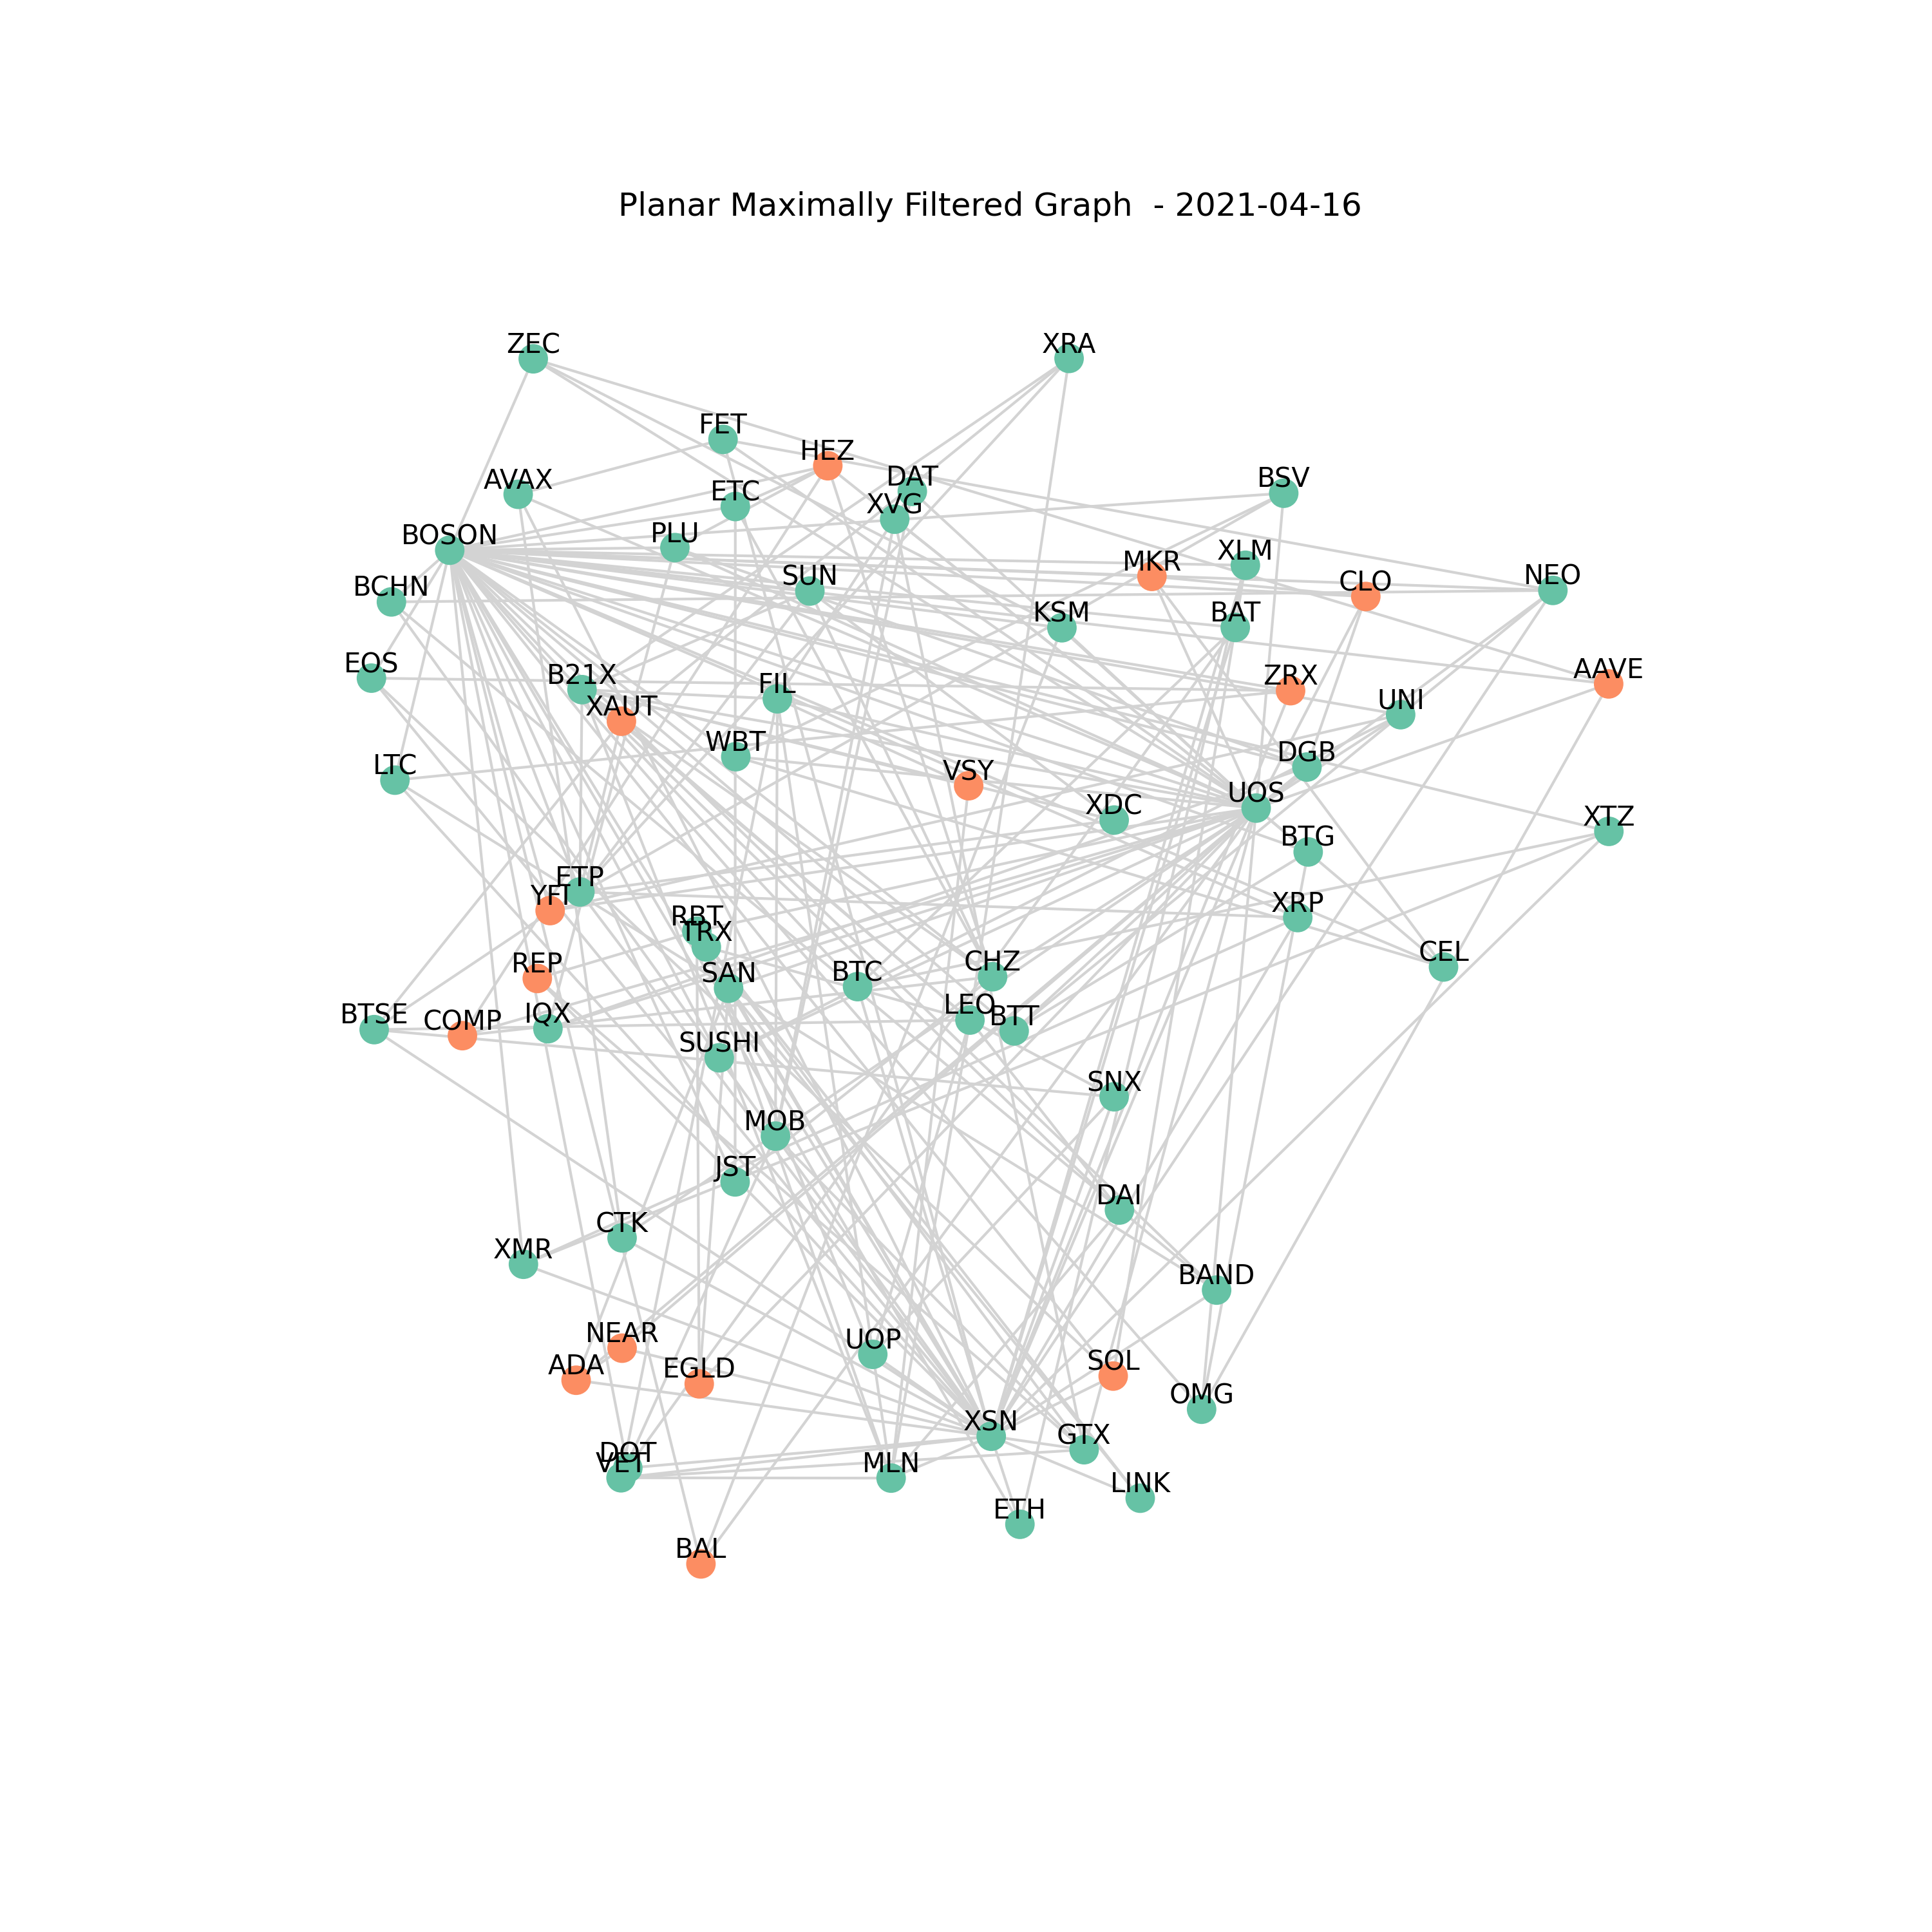 Planar Maximally Filtered Graph  - 2021-04-16
ZEC
XRA
FET
HEZ
DAT
BSV
AVAX
ETC
XVG
PLU
BOSON
XLM
MKR
SUN
NEO
CLO
BCHN
KSM
BAT
EOS
B21X
FIL
ZRX
AAVE
UNI
XAUT
WBT
DGB
LTC
VSY
UOS
XDC
XTZ
BTG
FTP
YFI
XRP
RBT
TRX
CEL
REP
SAN
BTC
CHZ
LEO
BTSE
COMP
IQX
BTT
SUSHI
SNX
MOB
JST
DAI
CTK
XMR
BAND
NEAR
UOP
ADA
EGLD
SOL
OMG
XSN
GTX
DOT
VET
MLN
LINK
ETH
BAL